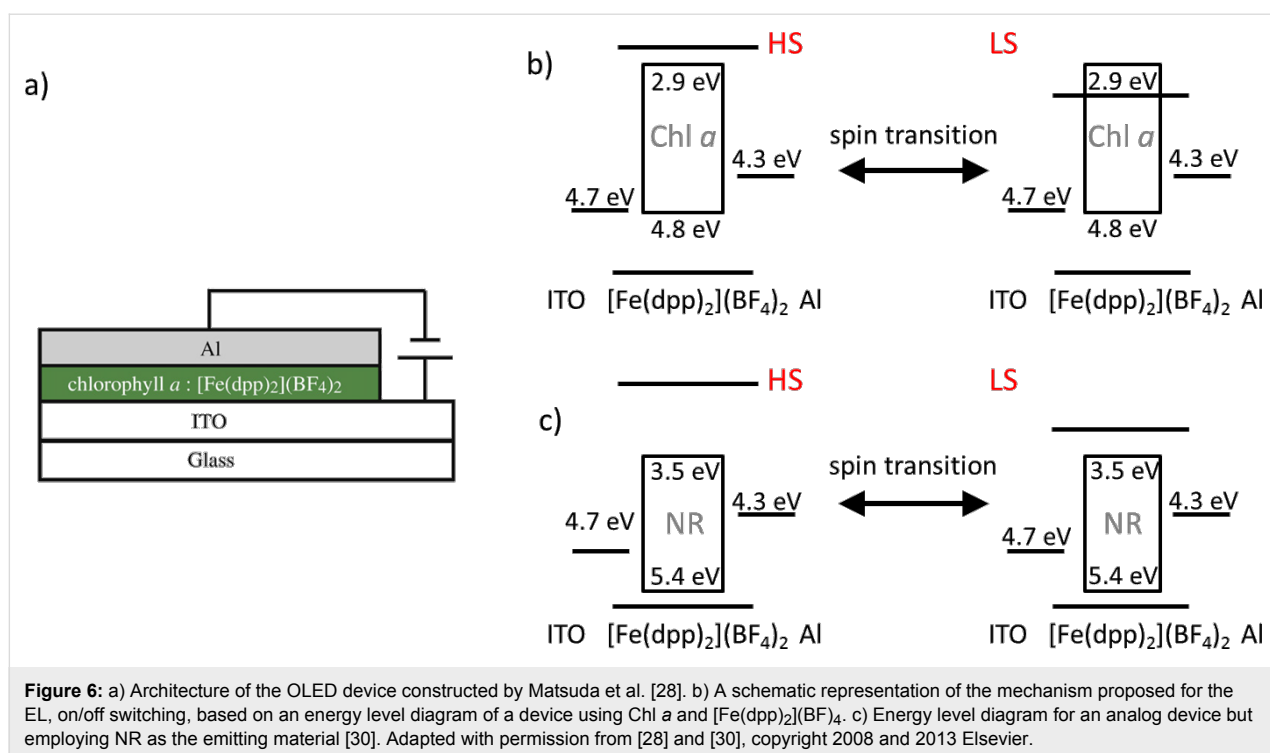 a)
Al
chlorophyll a : [Fe(dpp)₂](BF₄)₂
ITO
Glass
b)
HS
LS
2.9 eV
Chl a
4.3 eV
4.7 eV
4.8 eV
ITO [Fe(dpp)₂](BF₄)₂ Al
spin transition
2.9 eV
Chl a
4.3 eV
4.7 eV
4.8 eV
ITO [Fe(dpp)₂](BF₄)₂ Al
c)
HS
LS
3.5 eV
NR
4.3 eV
4.7 eV
5.4 eV
ITO [Fe(dpp)₂](BF₄)₂ Al
spin transition
3.5 eV
NR
4.3 eV
4.7 eV
5.4 eV
ITO [Fe(dpp)₂](BF₄)₂ Al
Figure 6: a) Architecture of the OLED device constructed by Matsuda et al. [28]. b) A schematic representation of the mechanism proposed for the
EL, on/off switching, based on an energy level diagram of a device using Chl a and [Fe(dpp)₂](BF)₄. c) Energy level diagram for an analog device but
employing NR as the emitting material [30]. Adapted with permission from [28] and [30], copyright 2008 and 2013 Elsevier.